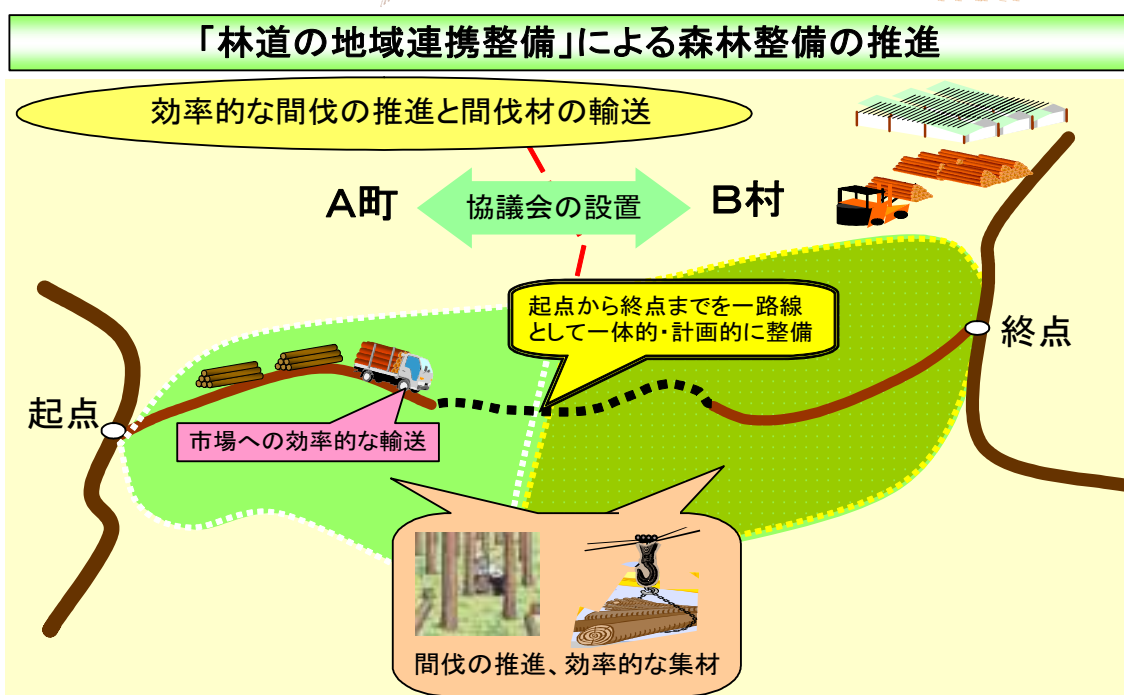 「林道の地域連携整備」による森林整備の推進
効率的な間伐の推進と間伐材の輸送
A町
協議会の設置
B村
起点から終点までを一路線
として一体的・計画的に整備
終点
起点
市場への効率的な輸送
間伐の推進、効率的な集材